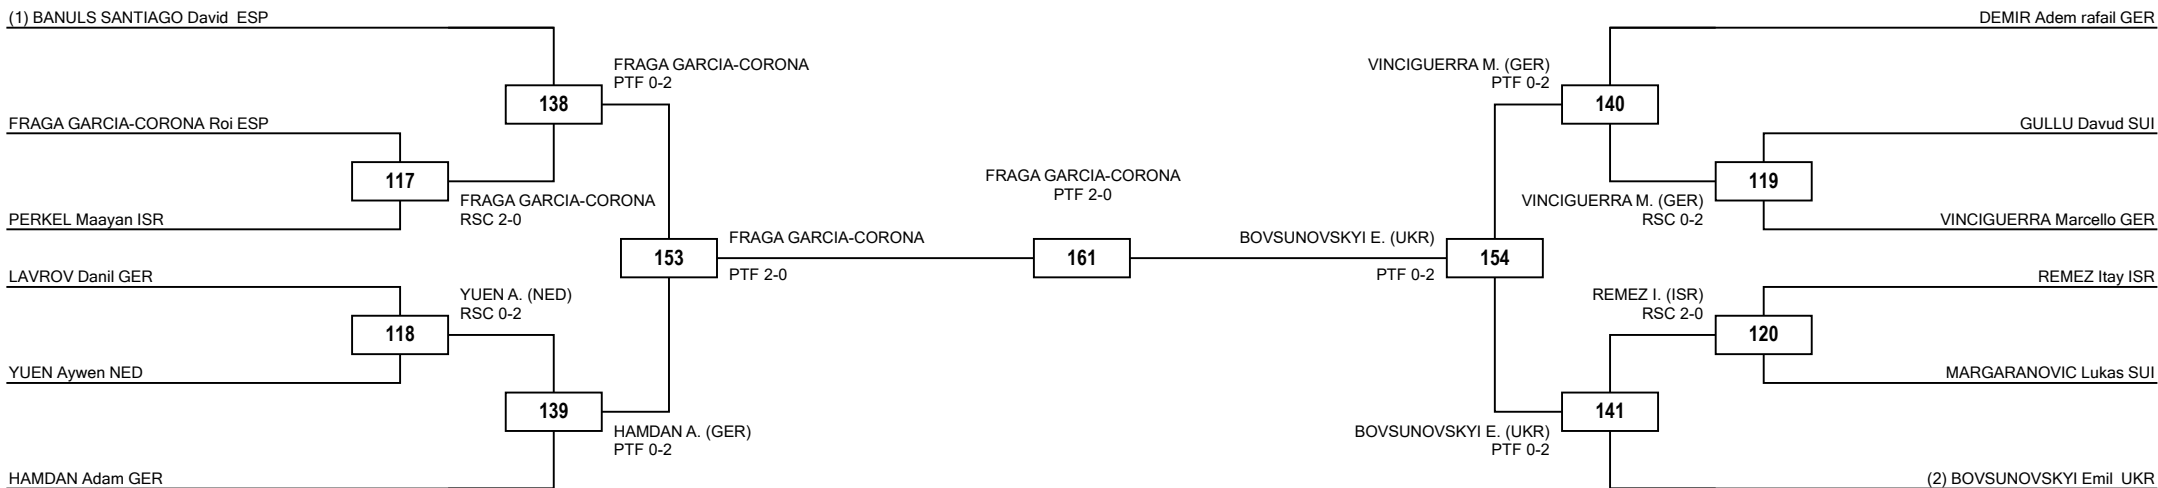 (1) BANULS SANTIAGO David  ESP
DEMIR Adem rafail GER
FRAGA GARCIA-CORONA
PTF 0-2
VINCIGUERRA M. (GER)
PTF 0-2
138
140
FRAGA GARCIA-CORONA Roi ESP
GULLU Davud SUI
117
FRAGA GARCIA-CORONA
PTF 2-0
119
FRAGA GARCIA-CORONA
RSC 2-0
VINCIGUERRA M. (GER)
RSC 0-2
PERKEL Maayan ISR
VINCIGUERRA Marcello GER
153
FRAGA GARCIA-CORONA
PTF 2-0
161
BOVSUNOVSKYI E. (UKR)
PTF 0-2
154
LAVROV Danil GER
REMEZ Itay ISR
YUEN A. (NED)
RSC 0-2
REMEZ I. (ISR)
RSC 2-0
118
120
YUEN Aywen NED
MARGARANOVIC Lukas SUI
139
141
HAMDAN A. (GER)
PTF 0-2
BOVSUNOVSKYI E. (UKR)
PTF 0-2
HAMDAN Adam GER
(2) BOVSUNOVSKYI Emil  UKR